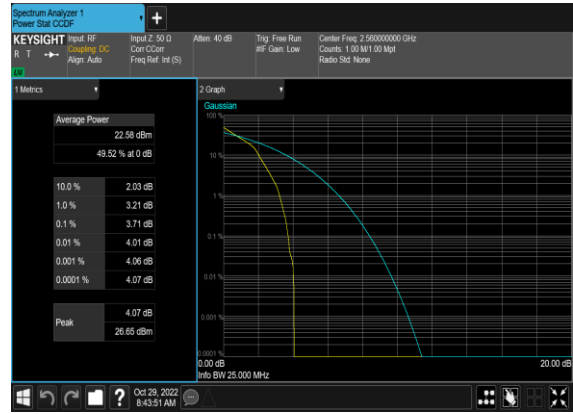 Spectrum Analyzer 1
Power Stat CCDF
+
KEYSIGHT
R T
LXI
Input: RF
Coupling: DC
Align: Auto
Input Z: 50 Ω
Corr CCorr
Freq Ref: Int (S)
Atten: 40 dB
Trig: Free Run
#IF Gain: Low
Center Freq: 2.560000000 GHz
Counts: 1.00 M/1.00 Mpt
Radio Std: None
1 Metrics
Average Power
22.58 dBm
49.52 % at 0 dB
10.0 % 2.03 dB
1.0 % 3.21 dB
0.1 % 3.71 dB
0.01 % 4.01 dB
0.001 % 4.06 dB
0.0001 % 4.07 dB
Peak
4.07 dB
26.65 dBm
2 Graph
Gaussian
100 %
10 %
1 %
0.1 %
0.01 %
0.001 %
0.0001 %
0.00 dB
20.00 dB
Info BW 25.000 MHz
?
Oct 29, 2022
8:43:51 AM